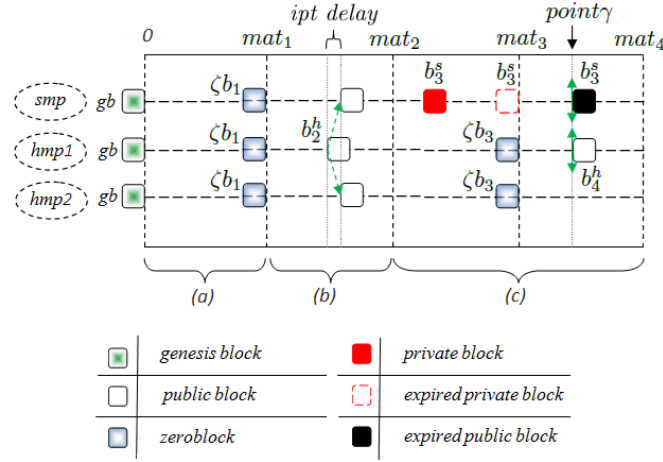 ipt delay
pointγ
0 mat₁ mat₂ mat₃ mat₄
smp gb ζb₁ b₃ˢ b₃ˢ b₃ˢ
hmp1 gb ζb₁ b₂ʰ ζb₃ b₄ʰ
hmp2 gb ζb₁ ζb₃
(a) (b) (c)
genesis block private block
public block expired private block
zeroblock expired public block